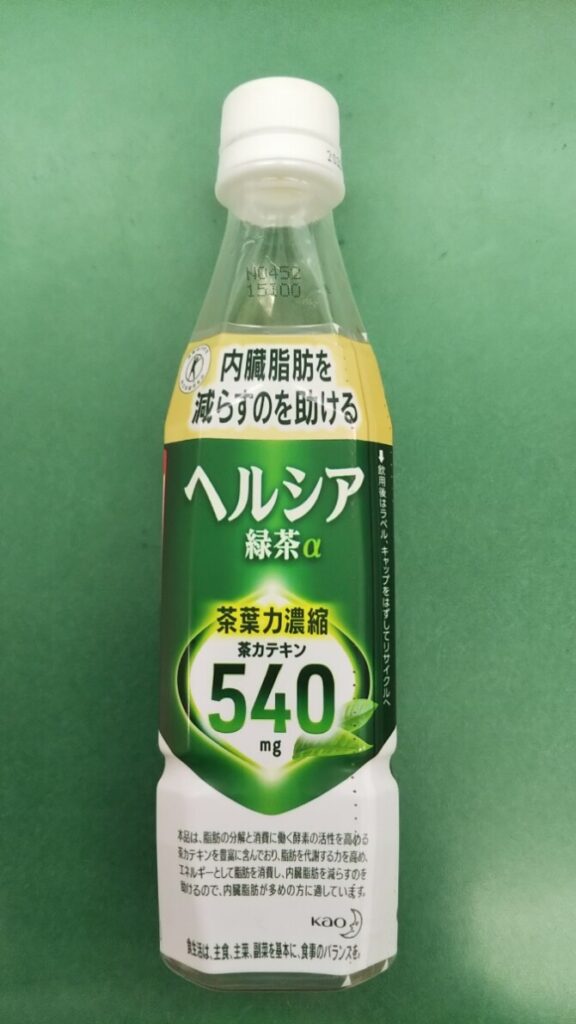 N0452
15:00
内臓脂肪を
減らすのを助ける
ヘルシア
緑茶α
茶葉力濃縮
茶カテキン
540
mg
⬇飲用後はラベル、キャップをはずしてリサイクルへ
本品は、脂肪の分解と消費に働く酵素の活性を高める
茶カテキンを豊富に含んでおり、脂肪を代謝する力を高め、
エネルギーとして脂肪を消費し、内臓脂肪を減らすのを
助けるので、内臓脂肪が多めの方に適しています。
Kao
食生活は、主食、主菜、副菜を基本に、食事のバランスを。